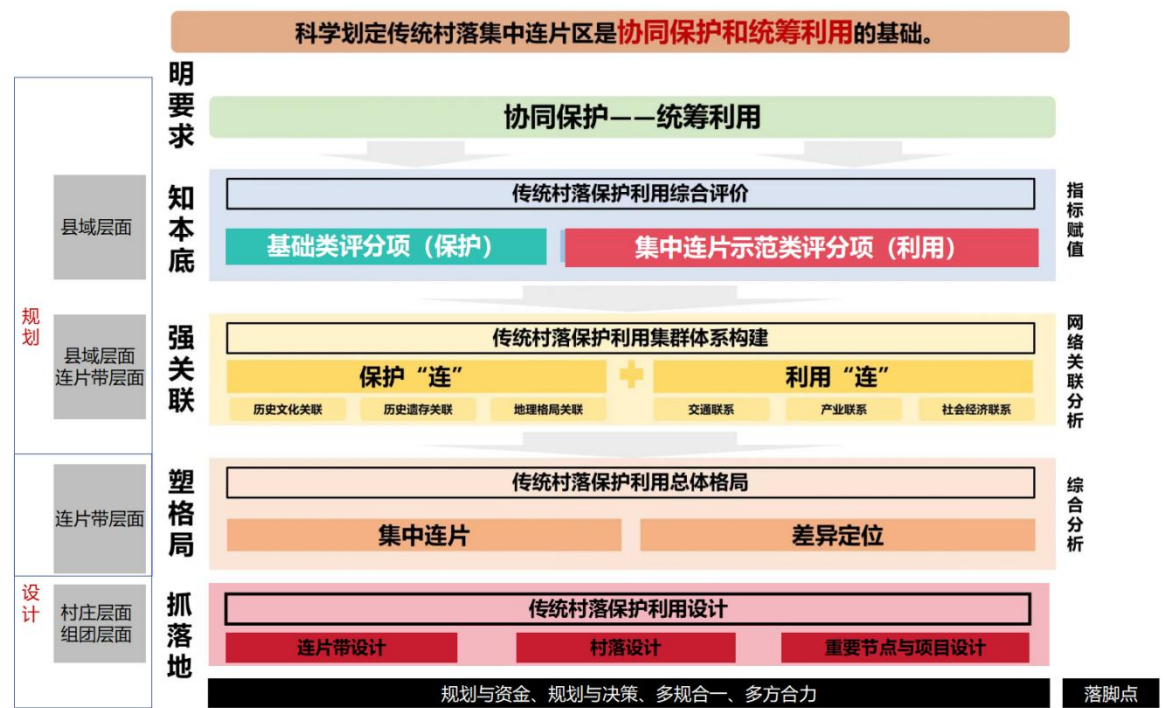 科学划定传统村落集中连片区是协同保护和统筹利用的基础。
明要求
协同保护——统筹利用
规划
县域层面
知本底
传统村落保护利用综合评价
基础类评分项（保护）
集中连片示范类评分项（利用）
指标赋值
县域层面
连片带层面
强关联
传统村落保护利用集群体系构建
保护“连”
+
利用“连”
历史文化关联
历史遗存关联
地理格局关联
交通联系
产业联系
社会经济联系
网络关联分析
连片带层面
塑格局
传统村落保护利用总体格局
集中连片
差异定位
综合分析
设计
村庄层面
组团层面
抓落地
传统村落保护利用设计
连片带设计
村落设计
重要节点与项目设计
规划与资金、规划与决策、多规合一、多方合力
落脚点